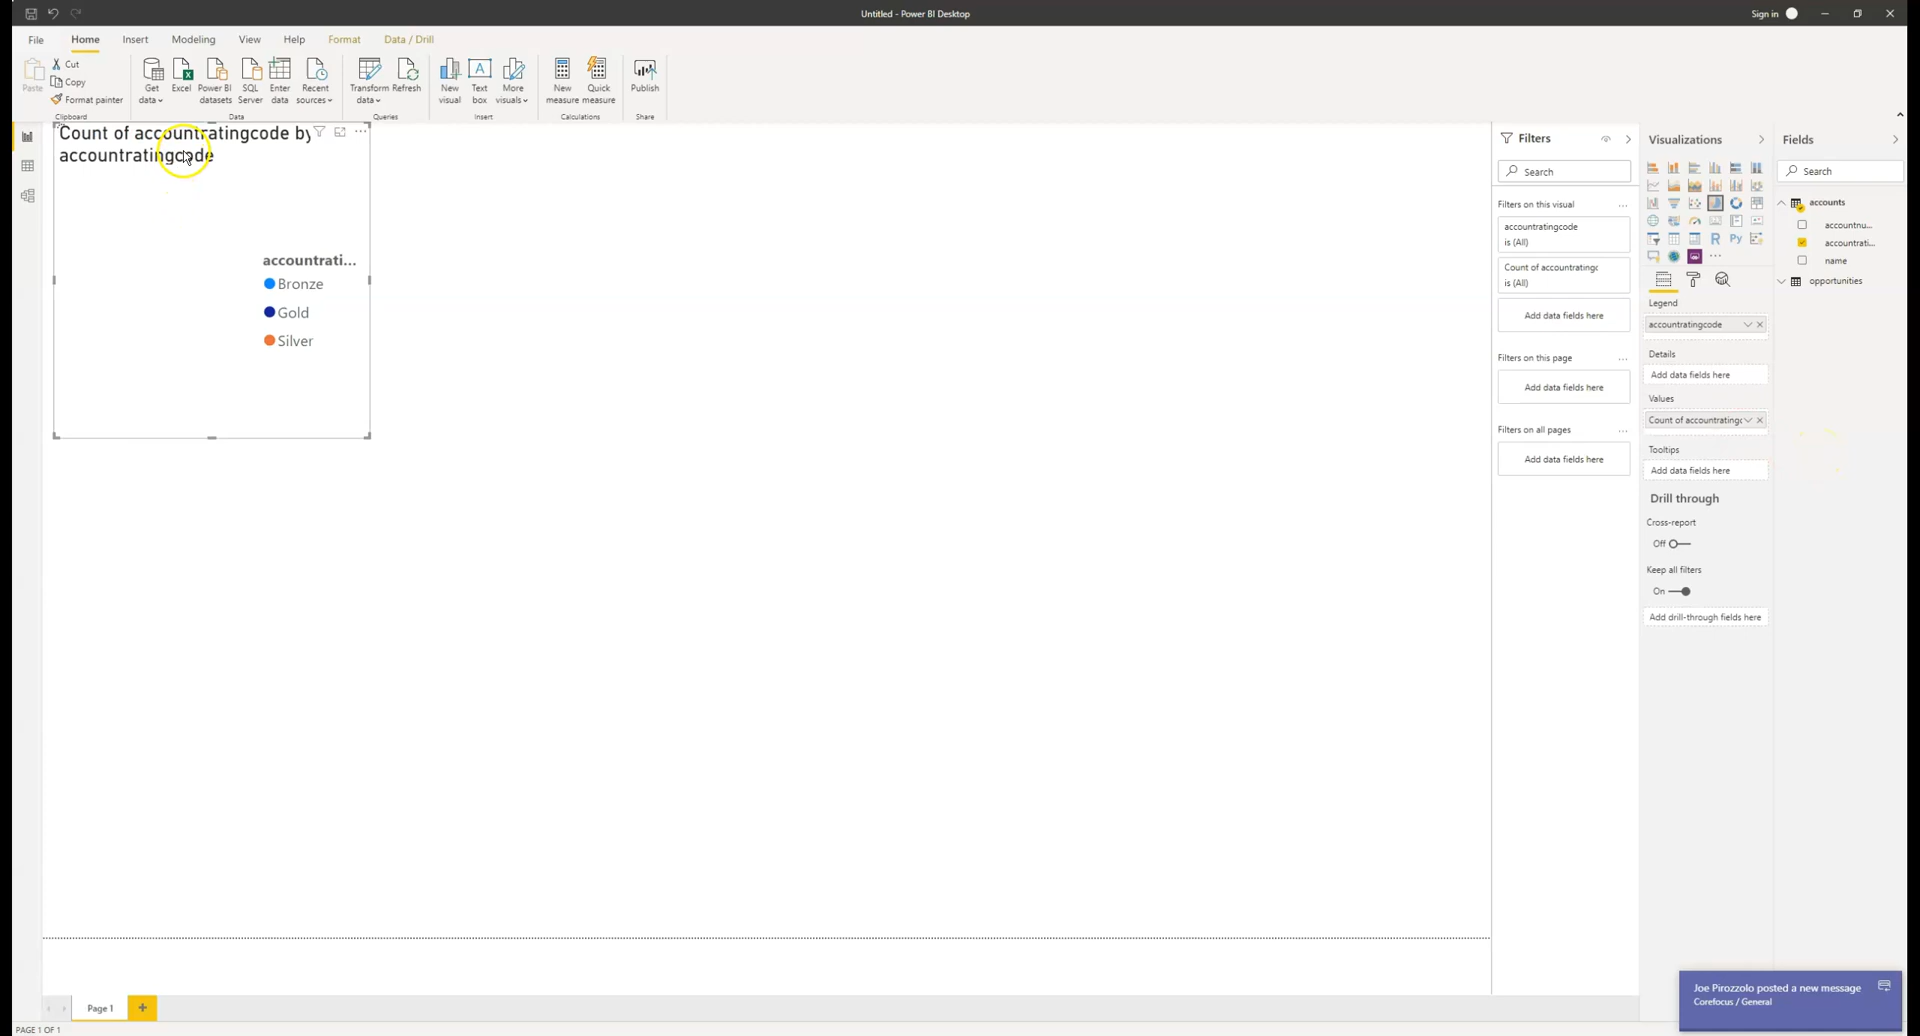 Untitled - Power BI Desktop
Sign in
File
Home
Insert
Modeling
View
Help
Format
Data / Drill
Paste
Cut
Copy
Format painter
Clipboard
Get data
Excel
Power BI datasets
SQL Server
Enter data
Recent sources
Data
Transform data
Refresh
Queries
New visual
Text box
More visuals
Insert
New measure
Quick measure
Calculations
Publish
Share
Count of accountratingcode by
accountratingcode
accountrati...
Bronze
Gold
Silver
Filters
Search
Filters on this visual
accountratingcode
is (All)
Count of accountratingc
is (All)
Add data fields here
Filters on this page
Add data fields here
Filters on all pages
Add data fields here
Visualizations
R
Py
Legend
accountratingcode
Details
Add data fields here
Values
Count of accountratingc
Tooltips
Add data fields here
Drill through
Cross-report
Off
Keep all filters
On
Add drill-through fields here
Fields
Search
accounts
accountnu...
accountrati...
name
opportunities
Page 1
PAGE 1 OF 1
Joe Pirozzolo posted a new message
Corefocus / General